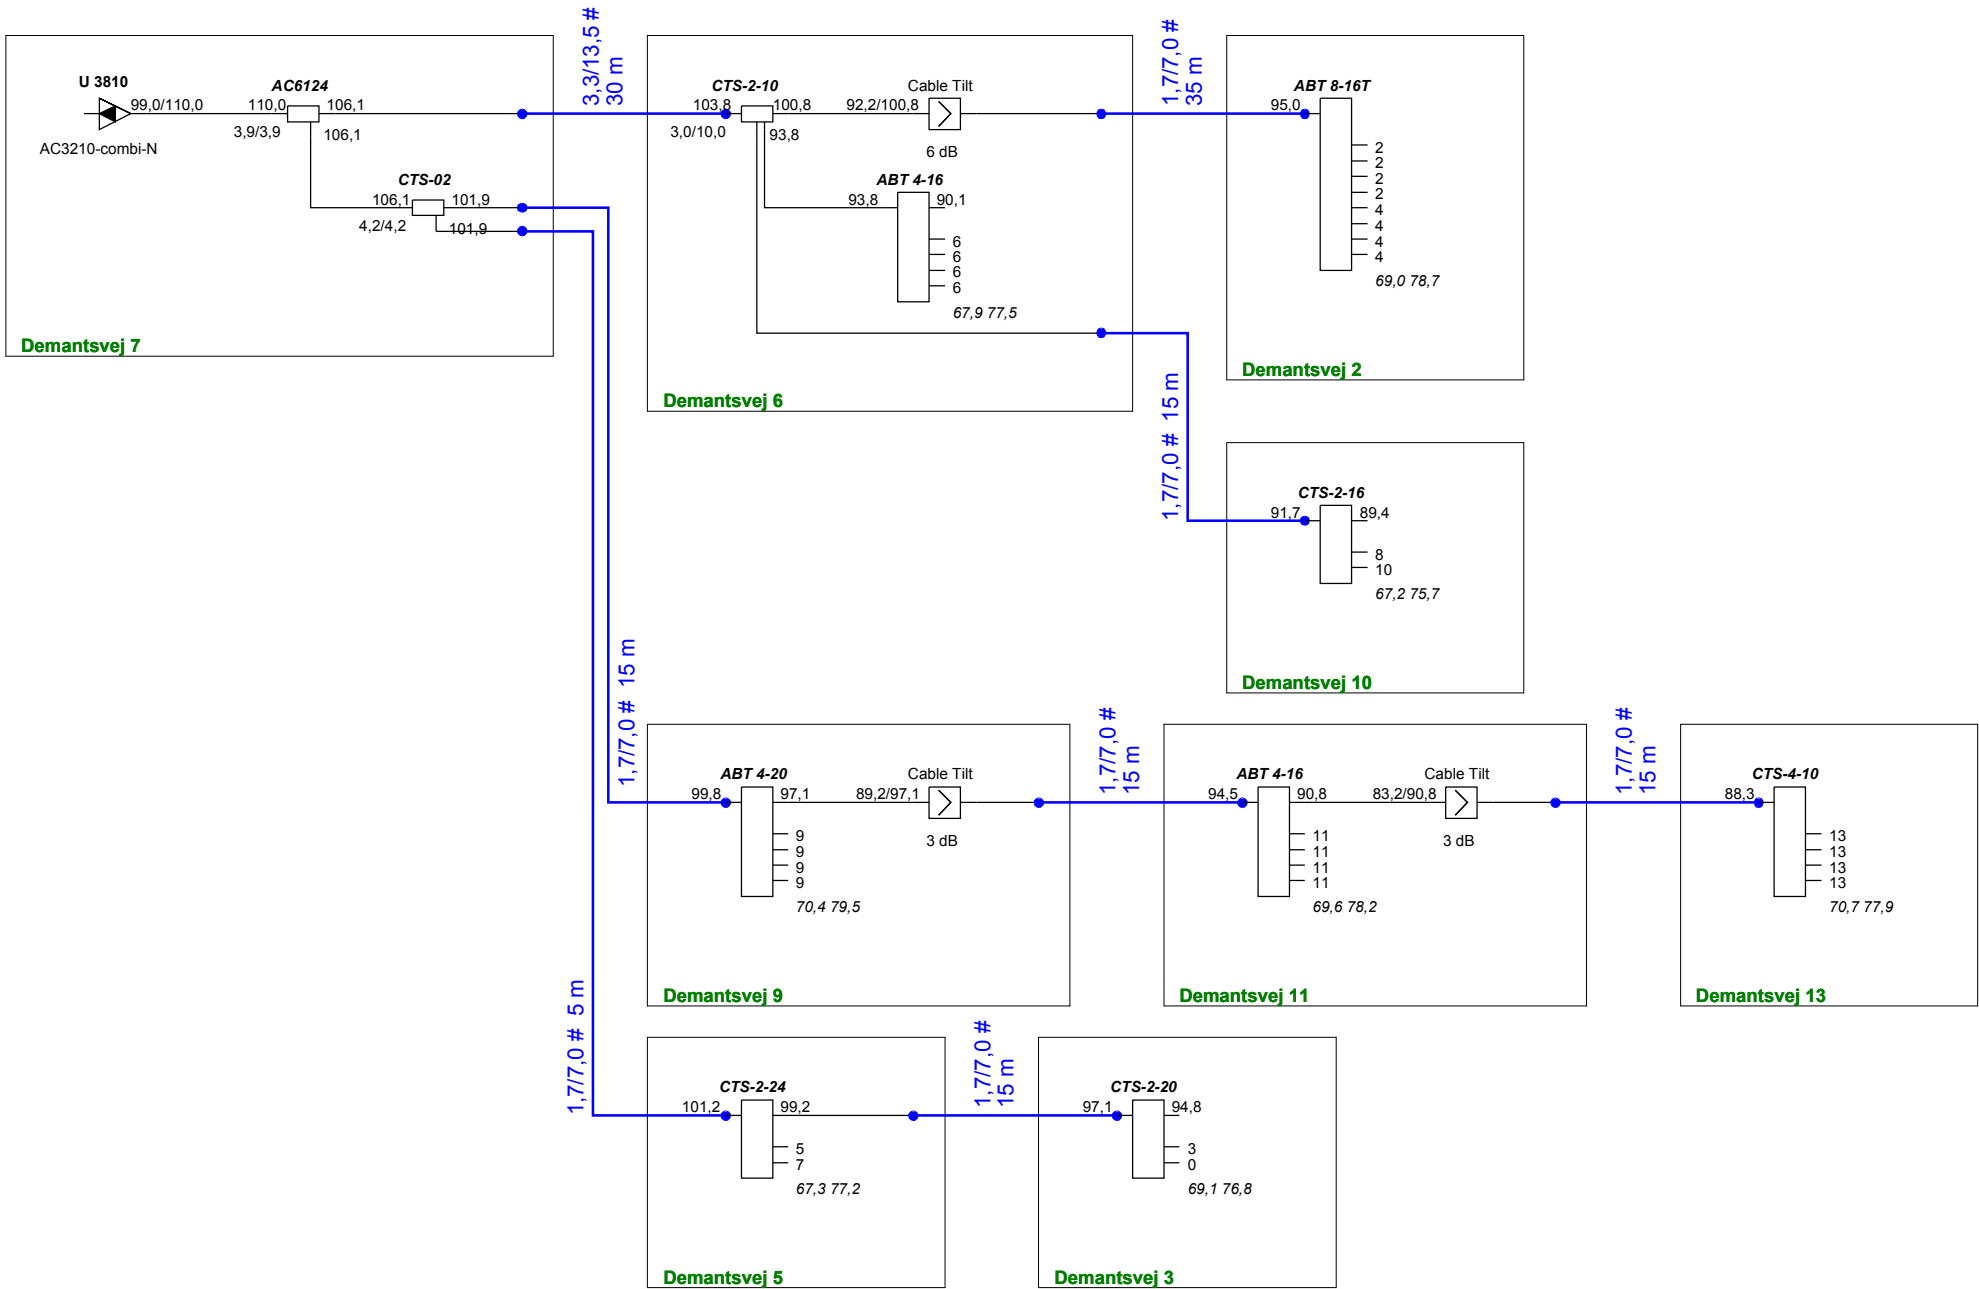 U 3810
99,0/110,0
AC3210-combi-N
AC6124
110,0
106,1
3,9/3,9
106,1
CTS-02
106,1
101,9
4,2/4,2
101,9
Demantsvej 7
3,3/13,5 #
30 m
CTS-2-10
103,8
100,8
3,0/10,0
93,8
92,2/100,8
Cable Tilt
6 dB
ABT 4-16
93,8
90,1
6
6
6
6
67,9 77,5
Demantsvej 6
1,7/7,0 #
35 m
ABT 8-16T
95,0
2
2
2
2
4
4
4
4
69,0 78,7
Demantsvej 2
1,7/7,0 # 15 m
CTS-2-16
91,7
89,4
8
10
67,2 75,7
Demantsvej 10
1,7/7,0 # 15 m
ABT 4-20
99,8
97,1
89,2/97,1
Cable Tilt
3 dB
9
9
9
9
70,4 79,5
Demantsvej 9
1,7/7,0 #
15 m
ABT 4-16
94,5
90,8
83,2/90,8
Cable Tilt
3 dB
11
11
11
11
69,6 78,2
Demantsvej 11
1,7/7,0 #
15 m
CTS-4-10
88,3
13
13
13
13
70,7 77,9
Demantsvej 13
1,7/7,0 # 5 m
CTS-2-24
101,2
99,2
5
7
67,3 77,2
Demantsvej 5
1,7/7,0 #
15 m
CTS-2-20
97,1
94,8
3
0
69,1 76,8
Demantsvej 3